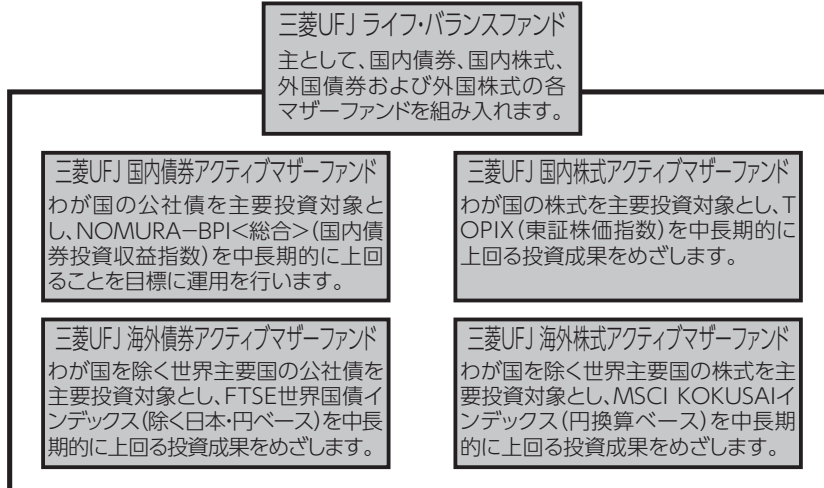 三菱UFJ ライフ・バランスファンド
主として、国内債券、国内株式、
外国債券および外国株式の各
マザーファンドを組み入れます。
三菱UFJ 国内債券アクティブマザーファンド
わが国の公社債を主要投資対象と
し、NOMURA−BPI<総合>(国内債
券投資収益指数)を中長期的に上回
ることを目標に運用を行います。
三菱UFJ 国内株式アクティブマザーファンド
わが国の株式を主要投資対象とし、T
OPIX(東証株価指数)を中長期的に
上回る投資成果をめざします。
三菱UFJ 海外債券アクティブマザーファンド
わが国を除く世界主要国の公社債を
主要投資対象とし、FTSE世界国債イ
ンデックス(除く日本・円ベース)を中長
期的に上回る投資成果をめざします。
三菱UFJ 海外株式アクティブマザーファンド
わが国を除く世界主要国の株式を主
要投資対象とし、MSCI KOKUSAIイ
ンデックス(円換算ベース)を中長期
的に上回る投資成果をめざします。